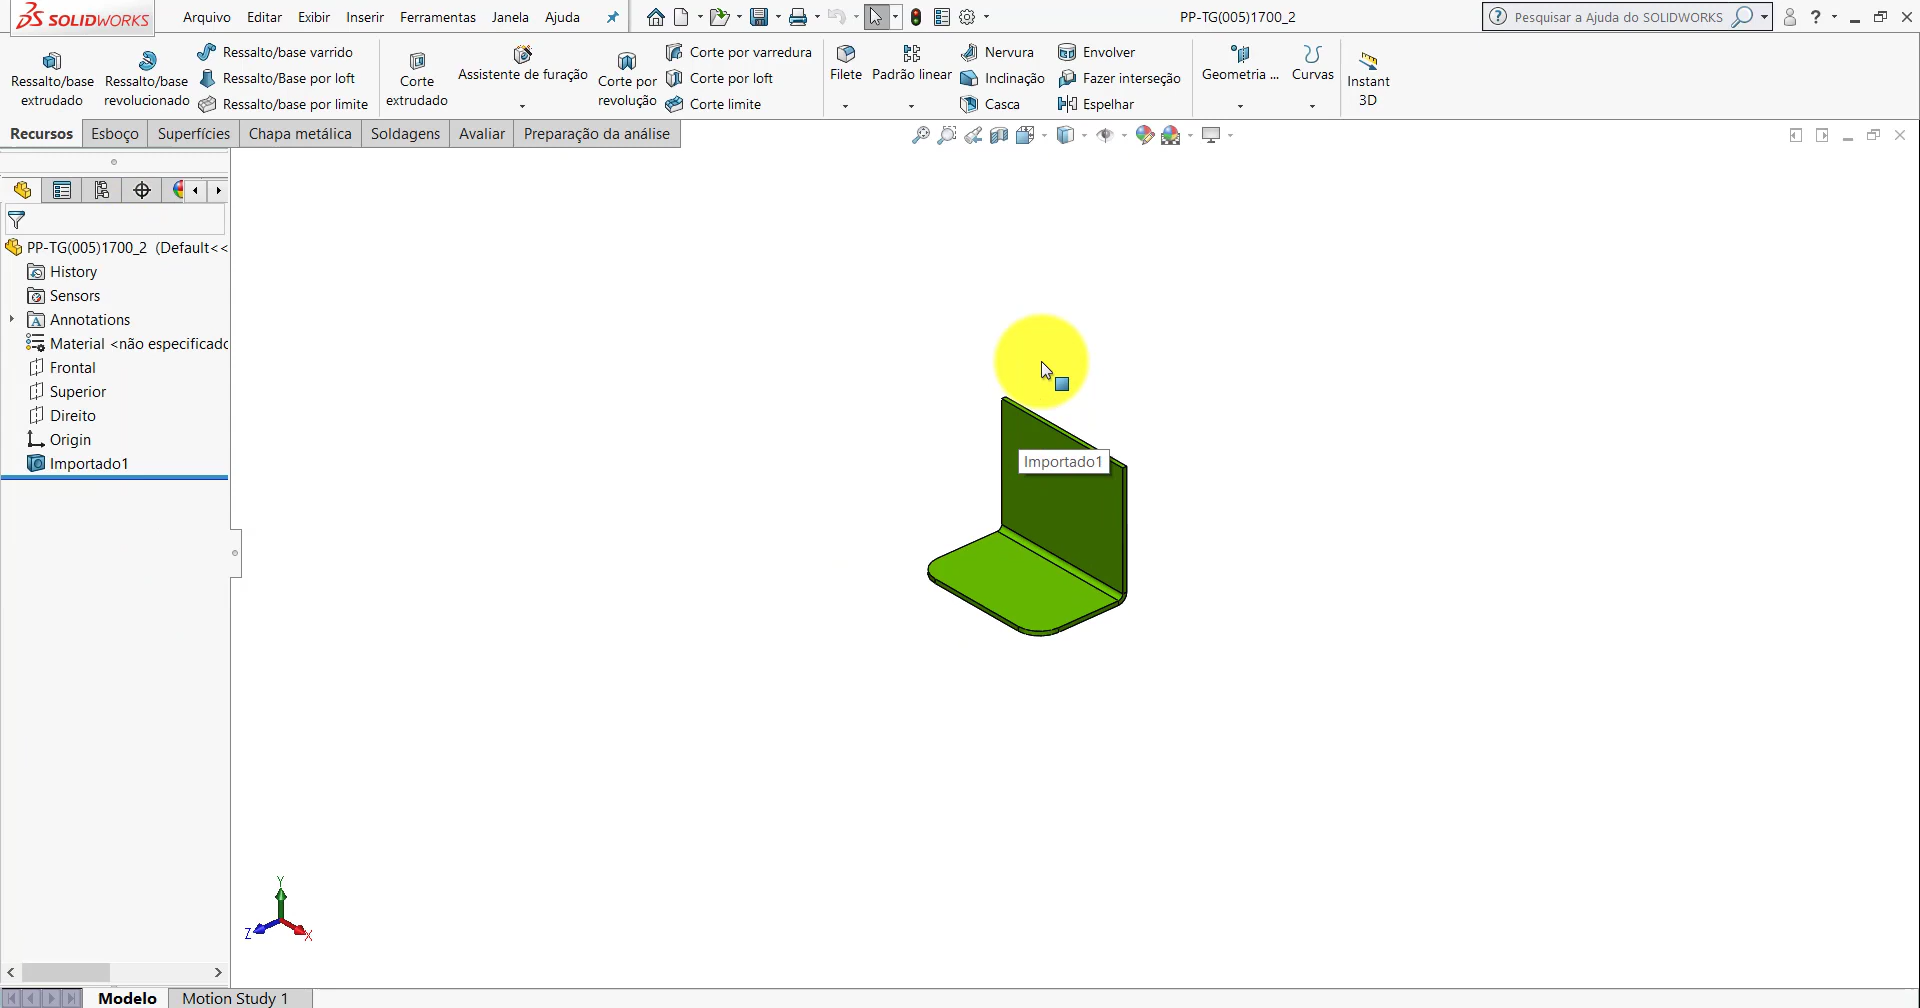 SOLIDWORKS
Arquivo Editar Exibir Inserir Ferramentas Janela Ajuda
PP-TG(005)1700_2
Pesquisar a Ajuda do SOLIDWORKS
Ressalto/base extrudado
Ressalto/base revolucionado
Ressalto/base varrido
Ressalto/Base por loft
Ressalto/base por limite
Corte extrudado
Assistente de furação
Corte por revolução
Corte por varredura
Corte por loft
Corte limite
Filete
Padrão linear
Nervura
Inclinação
Casca
Envolver
Fazer interseção
Espelhar
Geometria ...
Curvas
Instant 3D
Recursos Esboço Superfícies Chapa metálica Soldagens Avaliar Preparação da análise
PP-TG(005)1700_2 (Default<<
History
Sensors
Annotations
Material <não especificado
Frontal
Superior
Direito
Origin
Importado1
Importado1
Y
Z
X
Modelo Motion Study 1